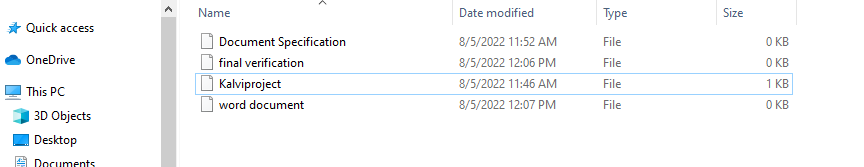 Name Date modified Type Size
Quick access
OneDrive
This PC
3D Objects
Desktop
Documents
Document Specification 8/5/2022 11:52 AM File 0 KB
final verification 8/5/2022 12:06 PM File 0 KB
Kalviproject 8/5/2022 11:46 AM File 1 KB
word document 8/5/2022 12:07 PM File 0 KB